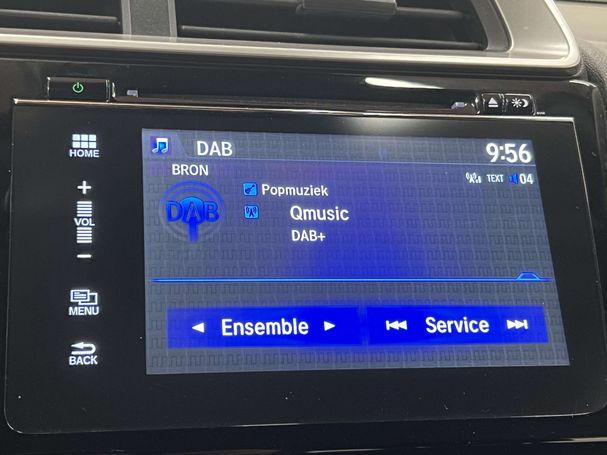 HOME
+
VOL
−
MENU
BACK
DAB
9:56
BRON
TEXT 04
DAB
Popmuziek
Qmusic
DAB+
Ensemble
Service